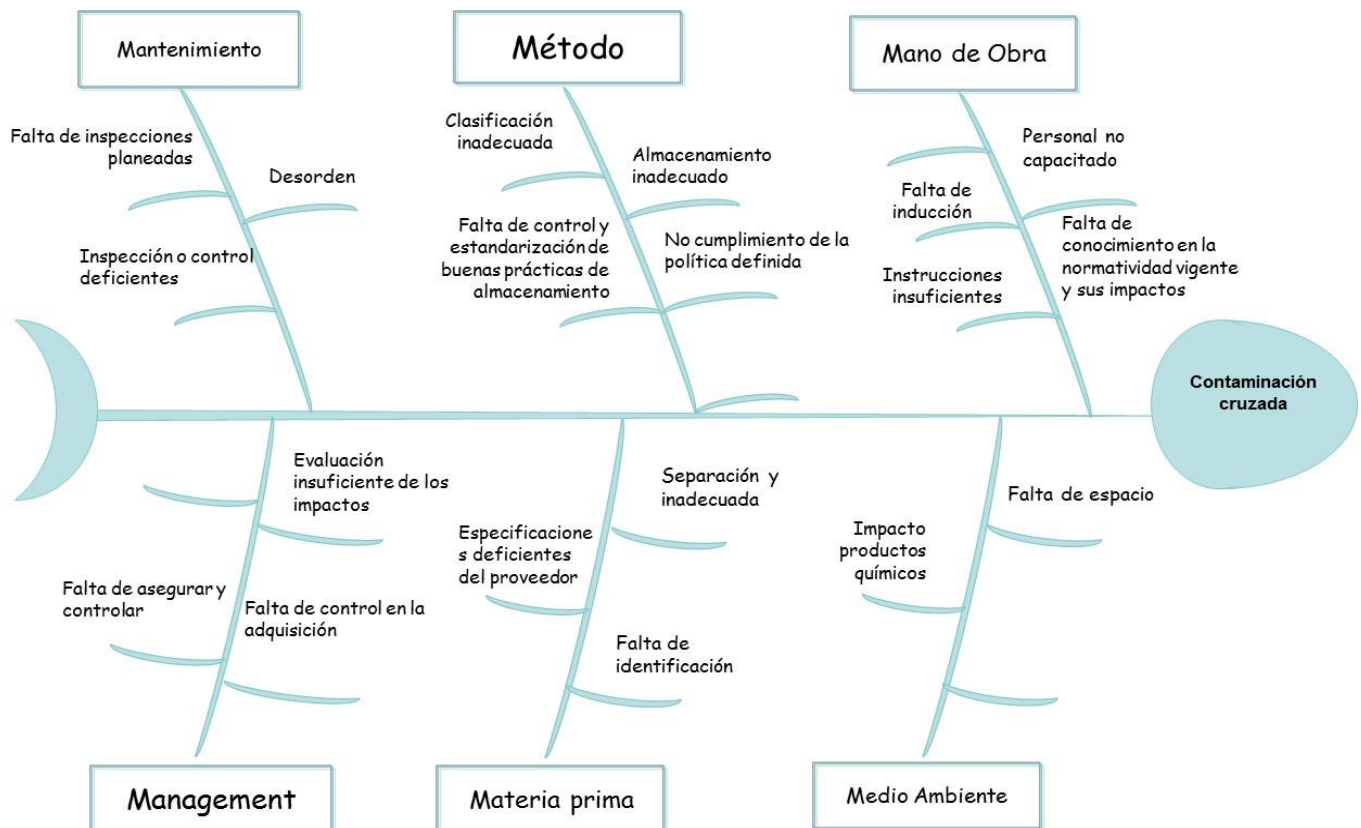 Mantenimiento
Método
Mano de Obra
Falta de inspecciones
planeadas
Desorden
Inspección o control
deficientes
Clasificación
inadecuada
Almacenamiento
inadecuado
Falta de control y
estandarización de
buenas prácticas de
almacenamiento
No cumplimiento de la
política definida
Personal no
capacitado
Falta de
inducción
Falta de
conocimiento en la
normatividad vigente
y sus impactos
Instrucciones
insuficientes
Contaminación
cruzada
Evaluación
insuficiente de los
impactos
Falta de asegurar y
controlar
Falta de control en la
adquisición
Separación y
inadecuada
Especificacione
s deficientes
del proveedor
Falta de
identificación
Falta de espacio
Impacto
productos
químicos
Management
Materia prima
Medio Ambiente